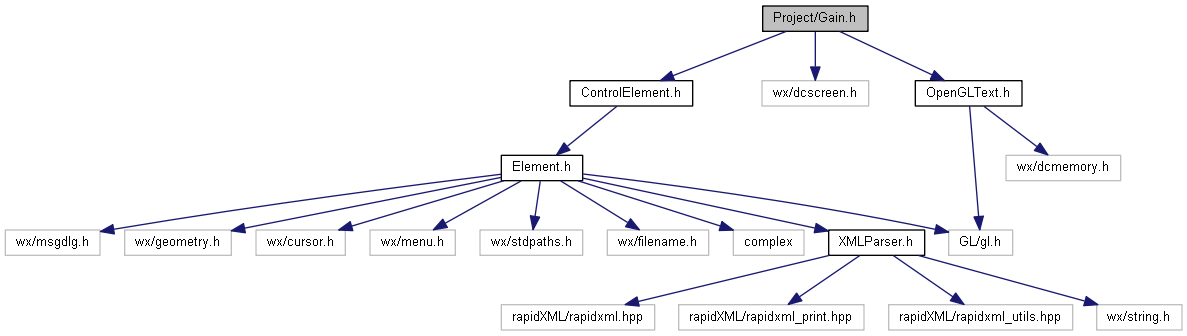 Project/Gain.h
ControlElement.h
wx/dcscreen.h
OpenGLText.h
Element.h
wx/dcmemory.h
wx/msgdlg.h
wx/geometry.h
wx/cursor.h
wx/menu.h
wx/stdpaths.h
wx/filename.h
complex
XMLParser.h
GL/gl.h
rapidXML/rapidxml.hpp
rapidXML/rapidxml_print.hpp
rapidXML/rapidxml_utils.hpp
wx/string.h